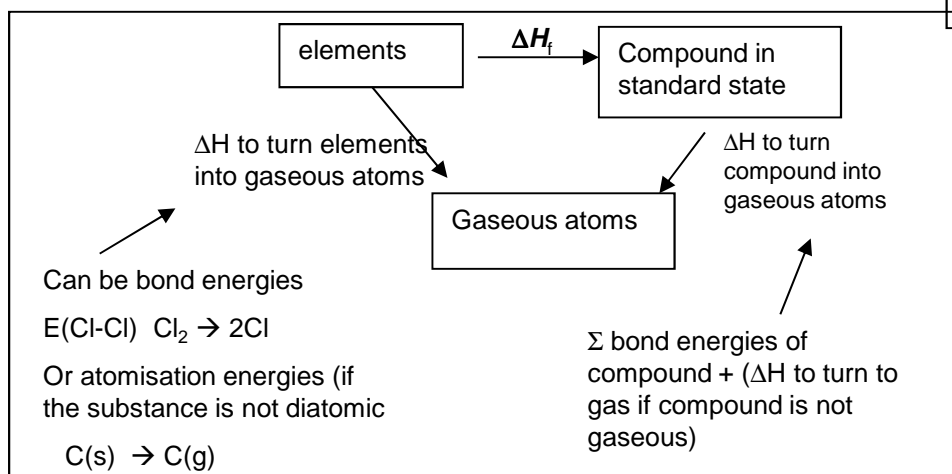 elements
ΔHf
Compound in
standard state
ΔH to turn elements
into gaseous atoms
ΔH to turn
compound into
gaseous atoms
Gaseous atoms
Can be bond energies
E(Cl-Cl) Cl₂ → 2Cl
Or atomisation energies (if
the substance is not diatomic
C(s) → C(g)
Σ bond energies of
compound + (ΔH to turn to
gas if compound is not
gaseous)